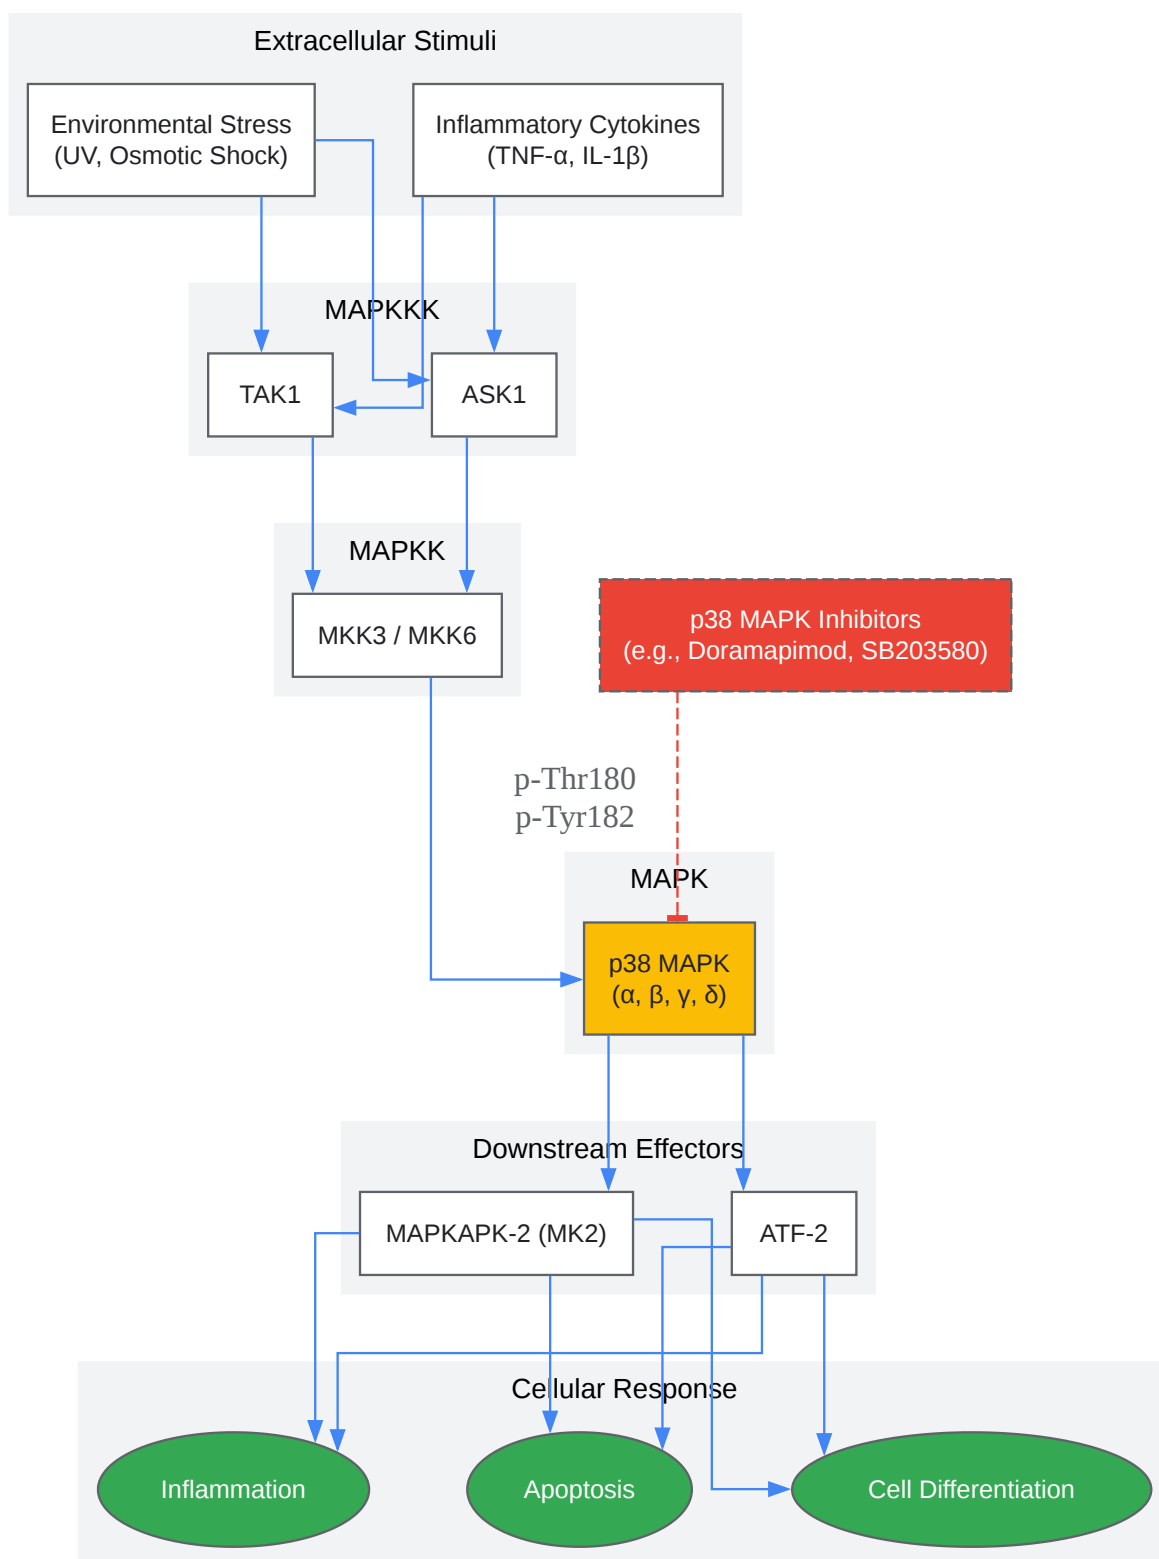 Extracellular Stimuli
Environmental Stress
(UV, Osmotic Shock)
Inflammatory Cytokines
(TNF-α, IL-1β)
MAPKKK
TAK1
ASK1
MAPKK
MKK3 / MKK6
p38 MAPK Inhibitors
(e.g., Doramapimod, SB203580)
p-Thr180
p-Tyr182
MAPK
p38 MAPK
(α, β, γ, δ)
Downstream Effectors
MAPKAPK-2 (MK2)
ATF-2
Cellular Response
Inflammation
Apoptosis
Cell Differentiation